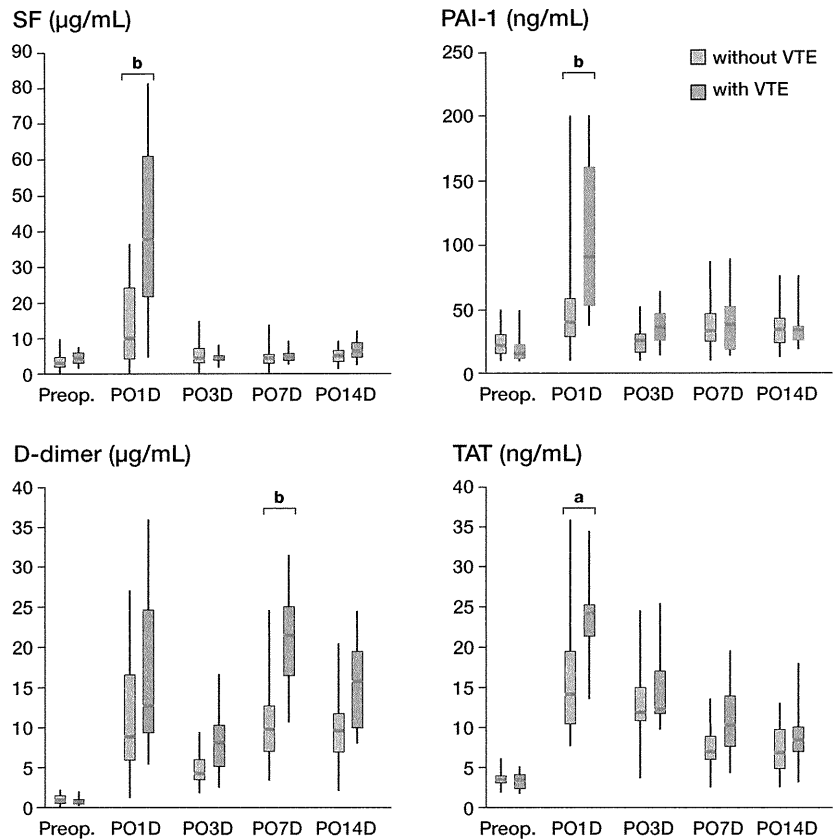 SF (µg/mL)
90
80
70
60
50
40
30
20
10
0
b
Preop. PO1D PO3D PO7D PO14D
PAI-1 (ng/mL)
250
200
150
100
50
0
b
without VTE
with VTE
Preop. PO1D PO3D PO7D PO14D
D-dimer (µg/mL)
40
35
30
25
20
15
10
5
0
b
Preop. PO1D PO3D PO7D PO14D
TAT (ng/mL)
40
35
30
25
20
15
10
5
0
a
Preop. PO1D PO3D PO7D PO14D